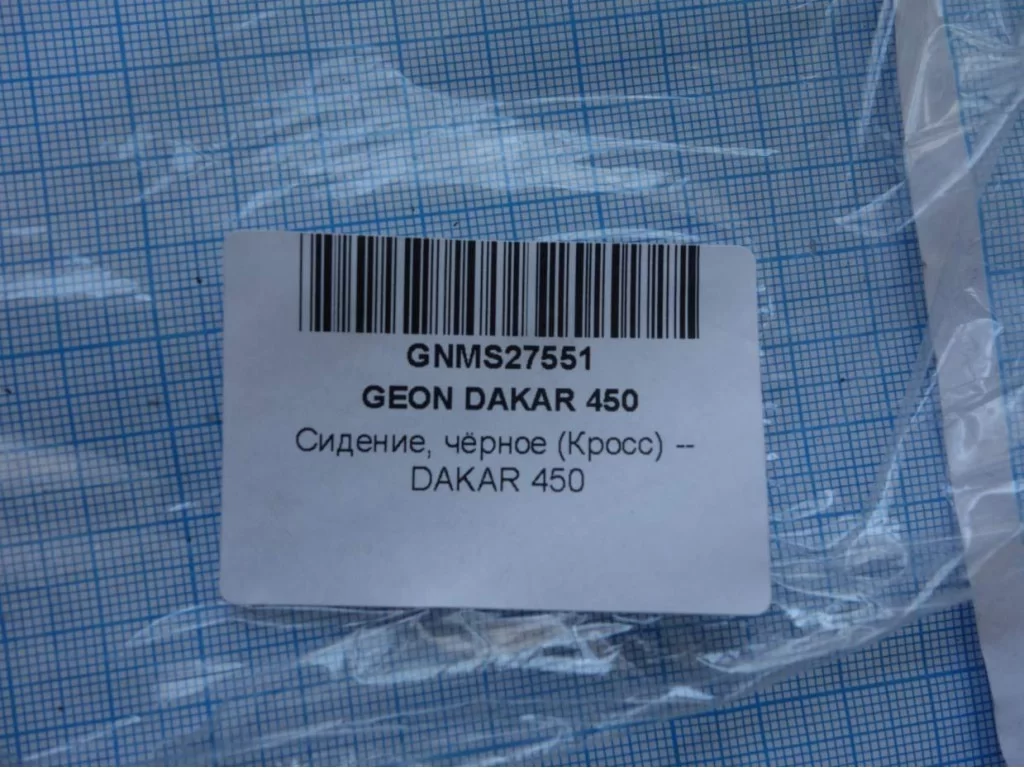 GNMS27551
GEON DAKAR 450
Сидение, чёрное (Кросс) --
DAKAR 450